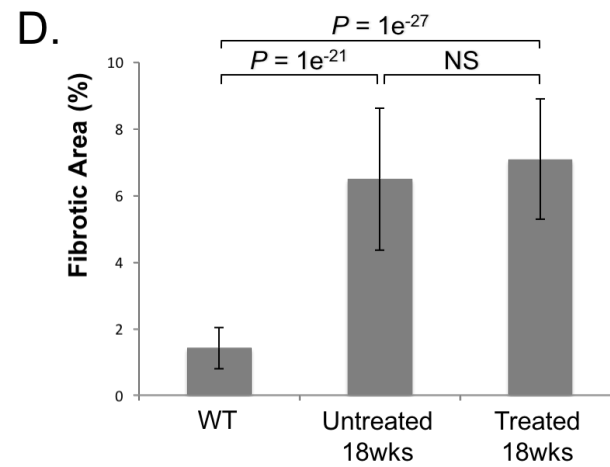 D.
P = 1e-27
P = 1e-21 NS
Fibrotic Area (%)
10
8
6
4
2
0
WT Untreated Treated
18wks 18wks